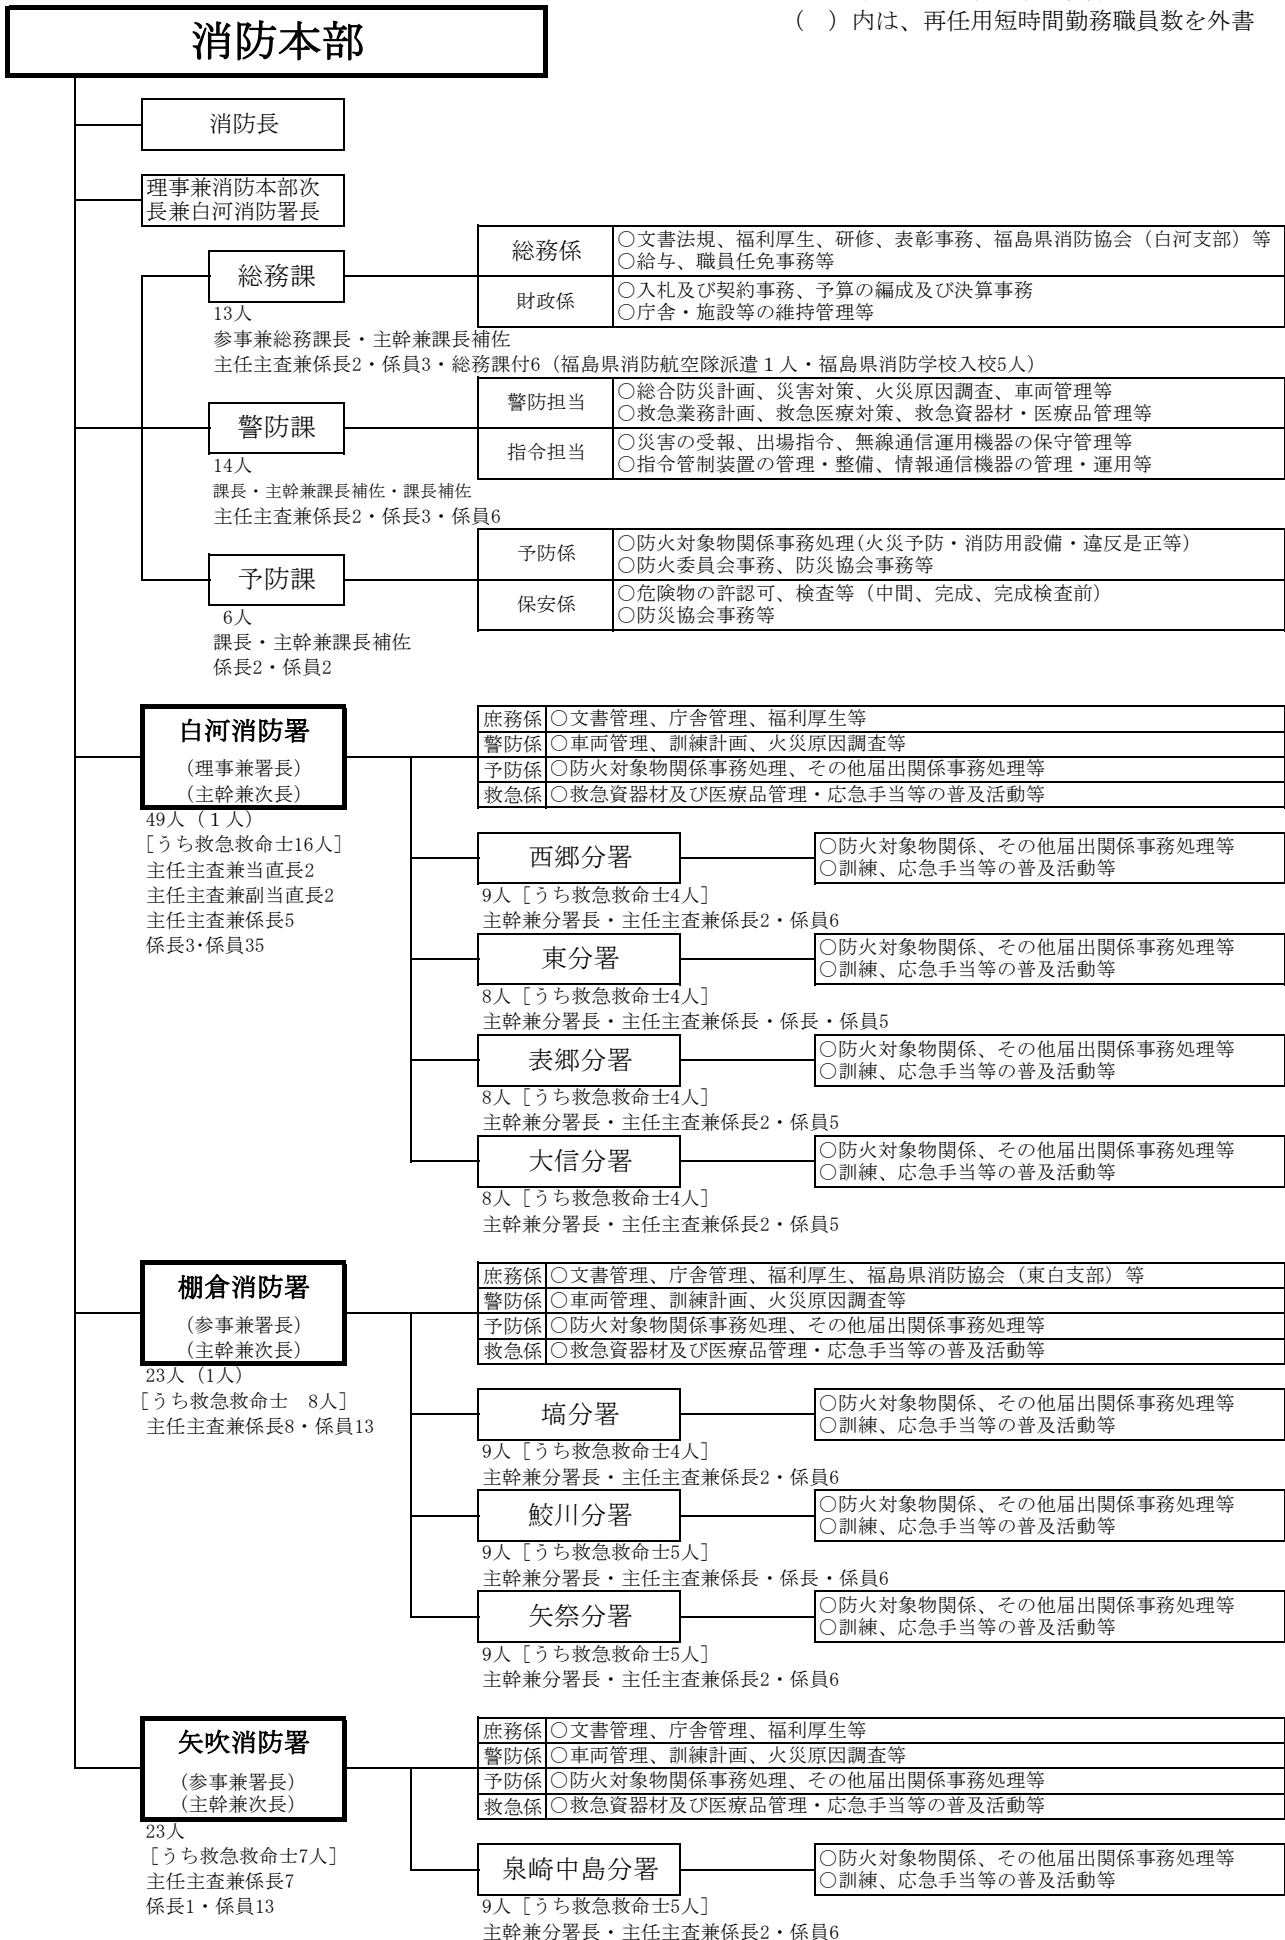 （　）内は、再任用短時間勤務職員数を外書
消防本部
消防長
理事兼消防本部次
長兼白河消防署長
総務課
13人
参事兼総務課長・主幹兼課長補佐
主任主査兼係長2・係員3・総務課付6（福島県消防航空隊派遣１人・福島県消防学校入校5人）
総務係
○文書法規、福利厚生、研修、表彰事務、福島県消防協会（白河支部）等
○給与、職員任免事務等
財政係
○入札及び契約事務、予算の編成及び決算事務
○庁舎・施設等の維持管理等
警防課
14人
課長・主幹兼課長補佐・課長補佐
主任主査兼係長2・係長3・係員6
警防担当
○総合防災計画、災害対策、火災原因調査、車両管理等
○救急業務計画、救急医療対策、救急資器材・医療品管理等
指令担当
○災害の受報、出場指令、無線通信運用機器の保守管理等
○指令管制装置の管理・整備、情報通信機器の管理・運用等
予防課
6人
課長・主幹兼課長補佐
係長2・係員2
予防係
○防火対象物関係事務処理(火災予防・消防用設備・違反是正等)
○防火委員会事務、防災協会事務等
保安係
○危険物の許認可、検査等（中間、完成、完成検査前）
○防災協会事務等
白河消防署
（理事兼署長）
（主幹兼次長）
49人（１人）
［うち救急救命士16人］
主任主査兼当直長2
主任主査兼副当直長2
主任主査兼係長5
係長3･係員35
庶務係 ○文書管理、庁舎管理、福利厚生等
警防係 ○車両管理、訓練計画、火災原因調査等
予防係 ○防火対象物関係事務処理、その他届出関係事務処理等
救急係 ○救急資器材及び医療品管理・応急手当等の普及活動等
西郷分署
9人［うち救急救命士4人］
主幹兼分署長・主任主査兼係長2・係員6
○防火対象物関係、その他届出関係事務処理等
○訓練、応急手当等の普及活動等
東分署
8人［うち救急救命士4人］
主幹兼分署長・主任主査兼係長・係長・係員5
○防火対象物関係、その他届出関係事務処理等
○訓練、応急手当等の普及活動等
表郷分署
8人［うち救急救命士4人］
主幹兼分署長・主任主査兼係長2・係員5
○防火対象物関係、その他届出関係事務処理等
○訓練、応急手当等の普及活動等
大信分署
8人［うち救急救命士4人］
主幹兼分署長・主任主査兼係長2・係員5
○防火対象物関係、その他届出関係事務処理等
○訓練、応急手当等の普及活動等
棚倉消防署
（参事兼署長）
（主幹兼次長）
23人（1人）
［うち救急救命士　8人］
主任主査兼係長8・係員13
庶務係 ○文書管理、庁舎管理、福利厚生、福島県消防協会（東白支部）等
警防係 ○車両管理、訓練計画、火災原因調査等
予防係 ○防火対象物関係事務処理、その他届出関係事務処理等
救急係 ○救急資器材及び医療品管理・応急手当等の普及活動等
塙分署
9人［うち救急救命士4人］
主幹兼分署長・主任主査兼係長2・係員6
○防火対象物関係、その他届出関係事務処理等
○訓練、応急手当等の普及活動等
鮫川分署
9人［うち救急救命士5人］
主幹兼分署長・主任主査兼係長・係長・係員6
○防火対象物関係、その他届出関係事務処理等
○訓練、応急手当等の普及活動等
矢祭分署
9人［うち救急救命士5人］
主幹兼分署長・主任主査兼係長2・係員6
○防火対象物関係、その他届出関係事務処理等
○訓練、応急手当等の普及活動等
矢吹消防署
（参事兼署長）
（主幹兼次長）
23人
［うち救急救命士7人］
主任主査兼係長7
係長1・係員13
庶務係 ○文書管理、庁舎管理、福利厚生等
警防係 ○車両管理、訓練計画、火災原因調査等
予防係 ○防火対象物関係事務処理、その他届出関係事務処理等
救急係 ○救急資器材及び医療品管理・応急手当等の普及活動等
泉崎中島分署
9人［うち救急救命士5人］
主幹兼分署長・主任主査兼係長2・係員6
○防火対象物関係、その他届出関係事務処理等
○訓練、応急手当等の普及活動等